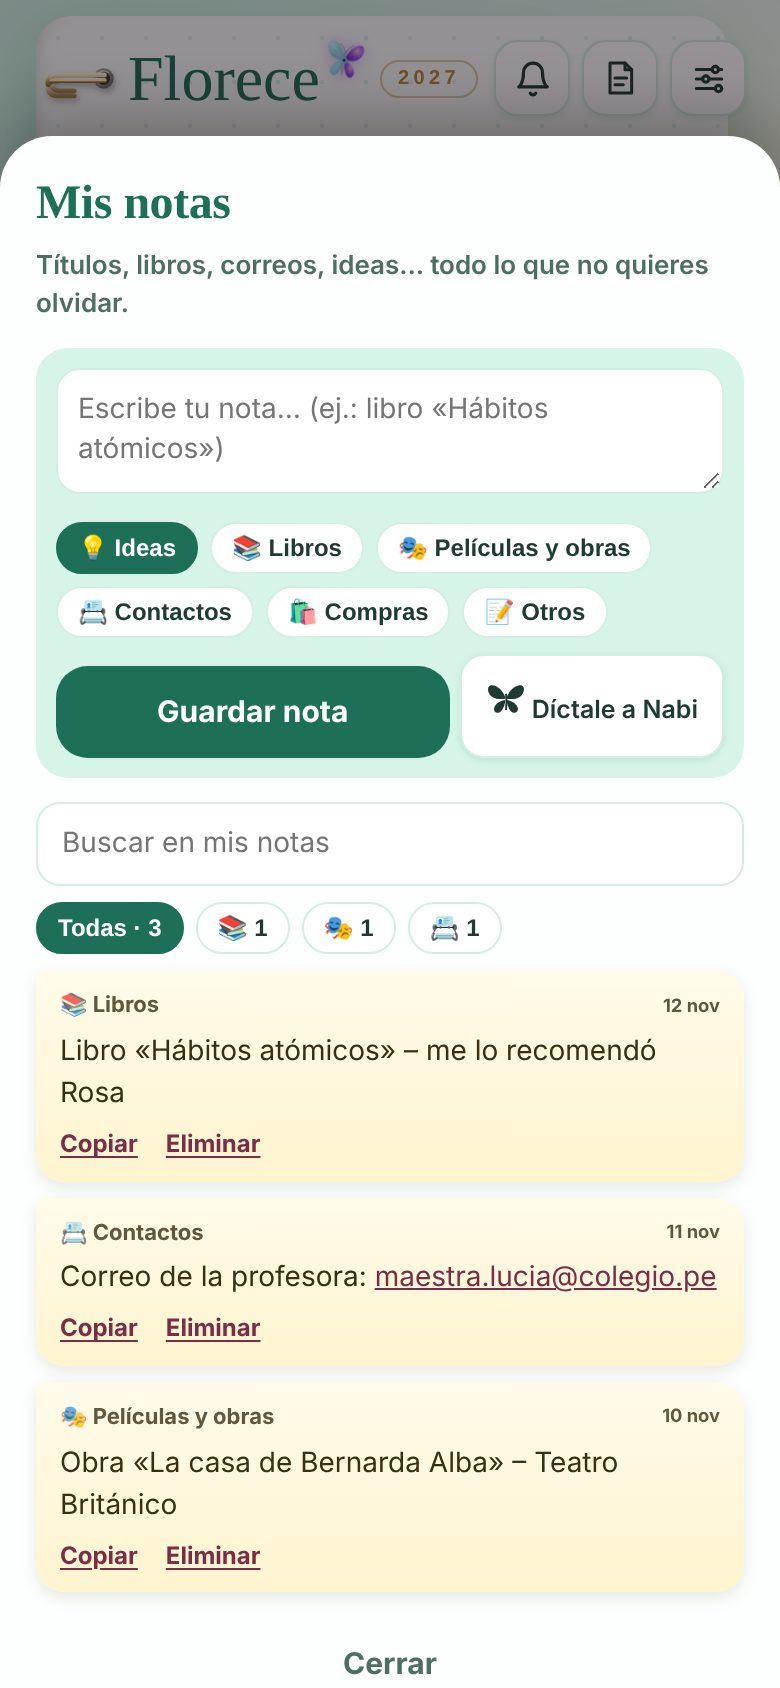 Florece
2027
Mis notas
Títulos, libros, correos, ideas... todo lo que no quieres
olvidar.
Escribe tu nota... (ej.: libro «Hábitos
atómicos»)
💡 Ideas
📚 Libros
🎭 Películas y obras
📇 Contactos
🛍️ Compras
📝 Otros
Guardar nota
Díctale a Nabi
Buscar en mis notas
Todas · 3
📚 1
🎭 1
📇 1
📚 Libros
12 nov
Libro «Hábitos atómicos» – me lo recomendó
Rosa
Copiar
Eliminar
📇 Contactos
11 nov
Correo de la profesora: maestra.lucia@colegio.pe
Copiar
Eliminar
🎭 Películas y obras
10 nov
Obra «La casa de Bernarda Alba» – Teatro
Británico
Copiar
Eliminar
Cerrar